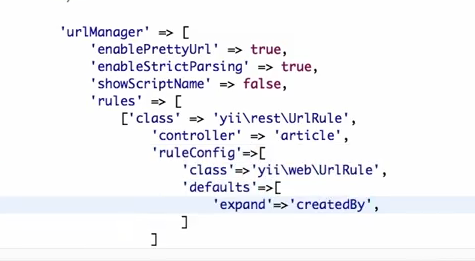 'urlManager' => [
'enablePrettyUrl' => true,
'enableStrictParsing' => true,
'showScriptName' => false,
'rules' => [
['class' => 'yii\rest\UrlRule',
'controller' => 'article',
'ruleConfig'=>[
'class'=>'yii\web\UrlRule',
'defaults'=>[
'expand'=>'createdBy',
]
]